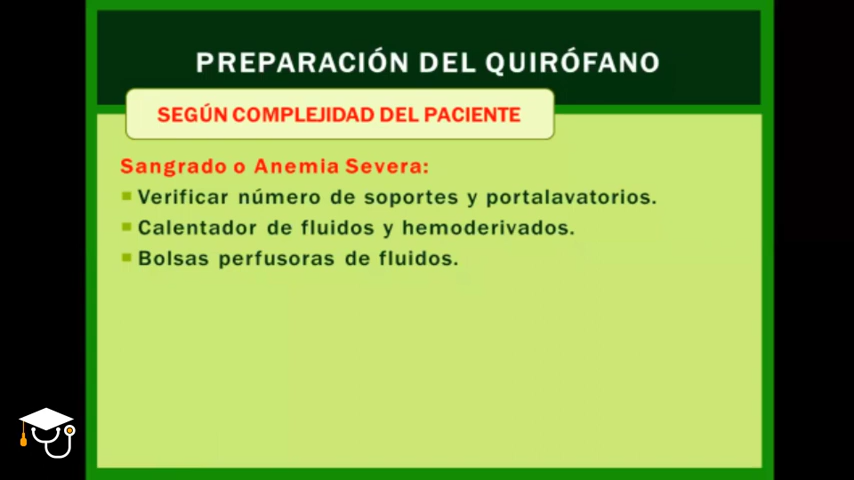 PREPARACIÓN DEL QUIRÓFANO
SEGÚN COMPLEJIDAD DEL PACIENTE
Sangrado o Anemia Severa:
Verificar número de soportes y portalavatorios.
Calentador de fluidos y hemoderivados.
Bolsas perfusoras de fluidos.